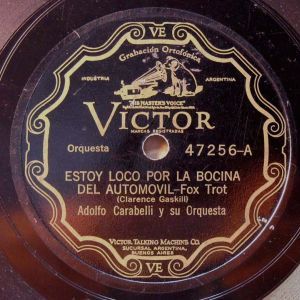 VE
Grabación Ortofónica
INDUSTRIA ARGENTINA
"HIS MASTER'S VOICE"
VICTOR
MARCAS REGISTRADAS
Orquesta 47256-A
ESTOY LOCO POR LA BOCINA
DEL AUTOMOVIL-Fox Trot
(Clarence Gaskill)
Adolfo Carabelli y su Orquesta
VICTOR TALKING MACHINE CO.
SUCURSAL ARGENTINA,
BUENOS AIRES
VE